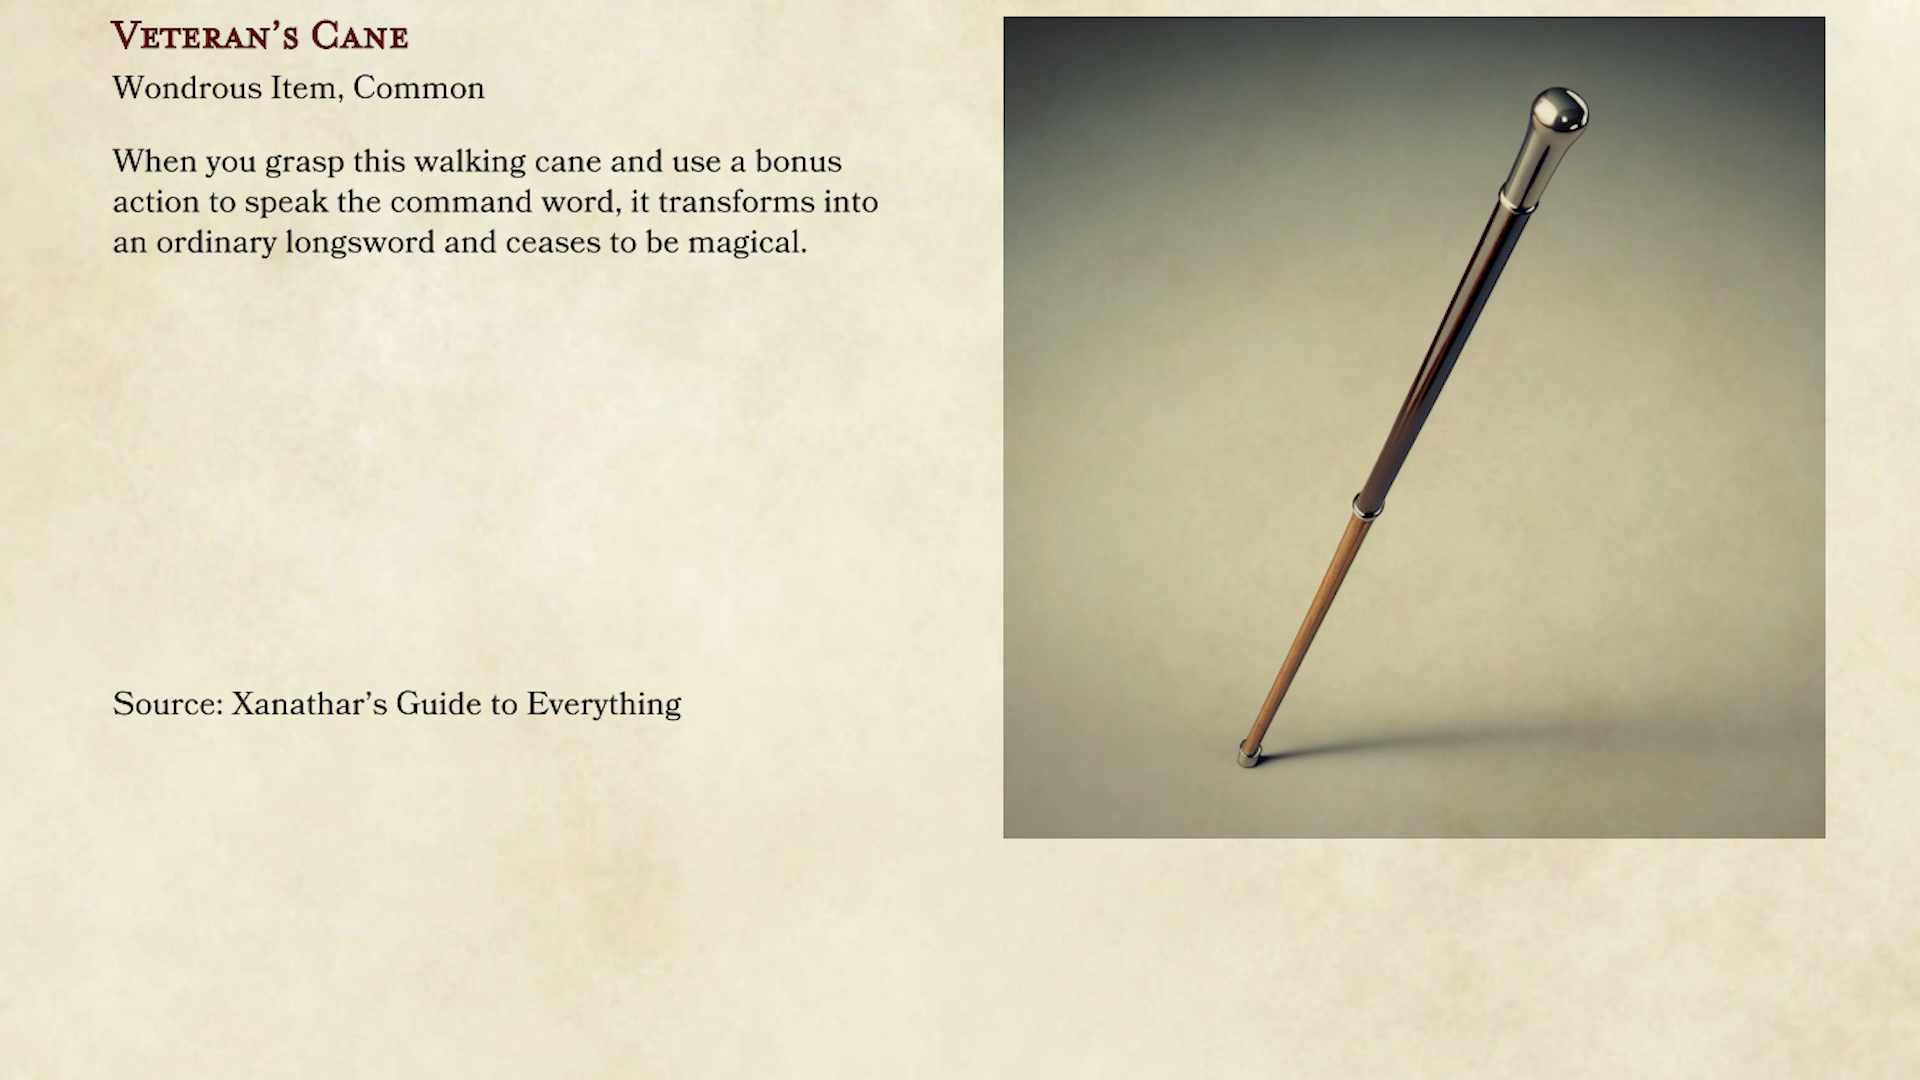 Veteran's Cane
Wondrous Item, Common
When you grasp this walking cane and use a bonus
action to speak the command word, it transforms into
an ordinary longsword and ceases to be magical.
Source: Xanathar's Guide to Everything